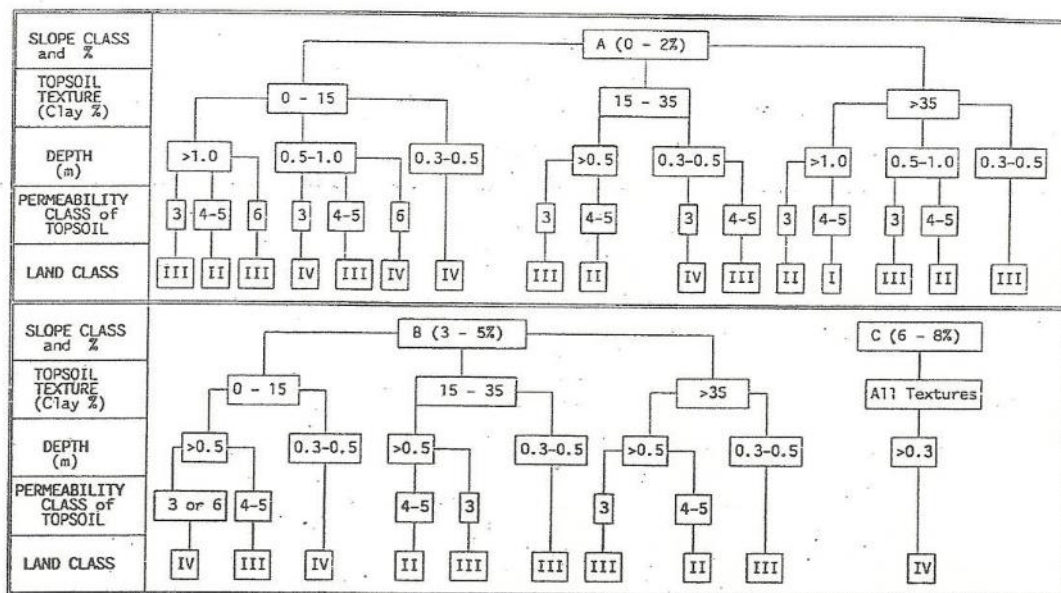 SLOPE CLASS
and %
A (0 - 2%)
TOPSOIL
TEXTURE
(Clay %)
0 - 15
15 - 35
>35
DEPTH
(m)
>1.0
0.5-1.0
0.3-0.5
>0.5
0.3-0.5
>1.0
0.5-1.0
0.3-0.5
PERMEABILITY
CLASS of
TOPSOIL
3
4-5
6
3
4-5
6
3
4-5
3
4-5
3
4-5
3
4-5
LAND CLASS
III
II
III
IV
III
IV
IV
III
II
IV
III
II
I
III
II
III
SLOPE CLASS
and %
B (3 - 5%)
C (6 - 8%)
TOPSOIL
TEXTURE
(Clay %)
0 - 15
15 - 35
>35
All Textures
DEPTH
(m)
>0.5
0.3-0.5
>0.5
0.3-0.5
>0.5
0.3-0.5
>0.3
PERMEABILITY
CLASS of
TOPSOIL
3 or 6
4-5
4-5
3
3
4-5
LAND CLASS
IV
III
IV
II
III
III
III
II
III
IV